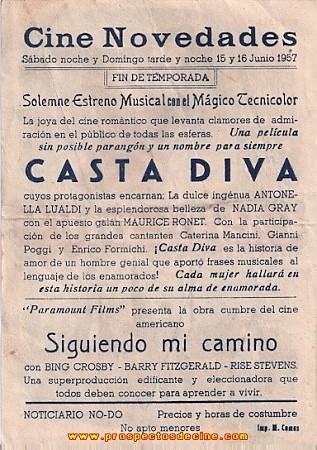 Cine Novedades
Sábado noche y Domingo tarde y noche 15 y 16 Junio 1957
FIN DE TEMPORADA
Solemne Estreno Musical con el Mágico Tecnicolor
La joya del cine romántico que levanta clamores de admi-
ración en el público de todas las esferas. Una película
sin posible parangón y un nombre para siempre
CASTA DIVA
cuyos protagonistas encarnan; La dulce ingénua ANTONE-
LLA LUALDI y la esplendorosa belleza de NADIA GRAY
con el apuesto galán MAURICE RONET. Con la participa-
ción de los grandes cantantes Caterina Mancini, Gianni
Poggi y Enrico Formichi. ¡Casta Diva es la historia de
amor de un hombre genial que aportó frases musicales al
lenguaje de los enamorados! Cada mujer hallará en
esta historia un poco de su alma de enamorada.
"Paramount Films" presenta la obra cumbre del cine
americano
Siguiendo mi camino
con BING CROSBY - BARRY FITZGERALD - RISE STEVENS.
Una superproducción edificante y eleccionadora que
todos deben conocer para aprender a vivir.
NOTICIARIO NO-DO Precios y horas de costumbre
No apto menores Imp. M. Comas
www.prospectosdecine.com